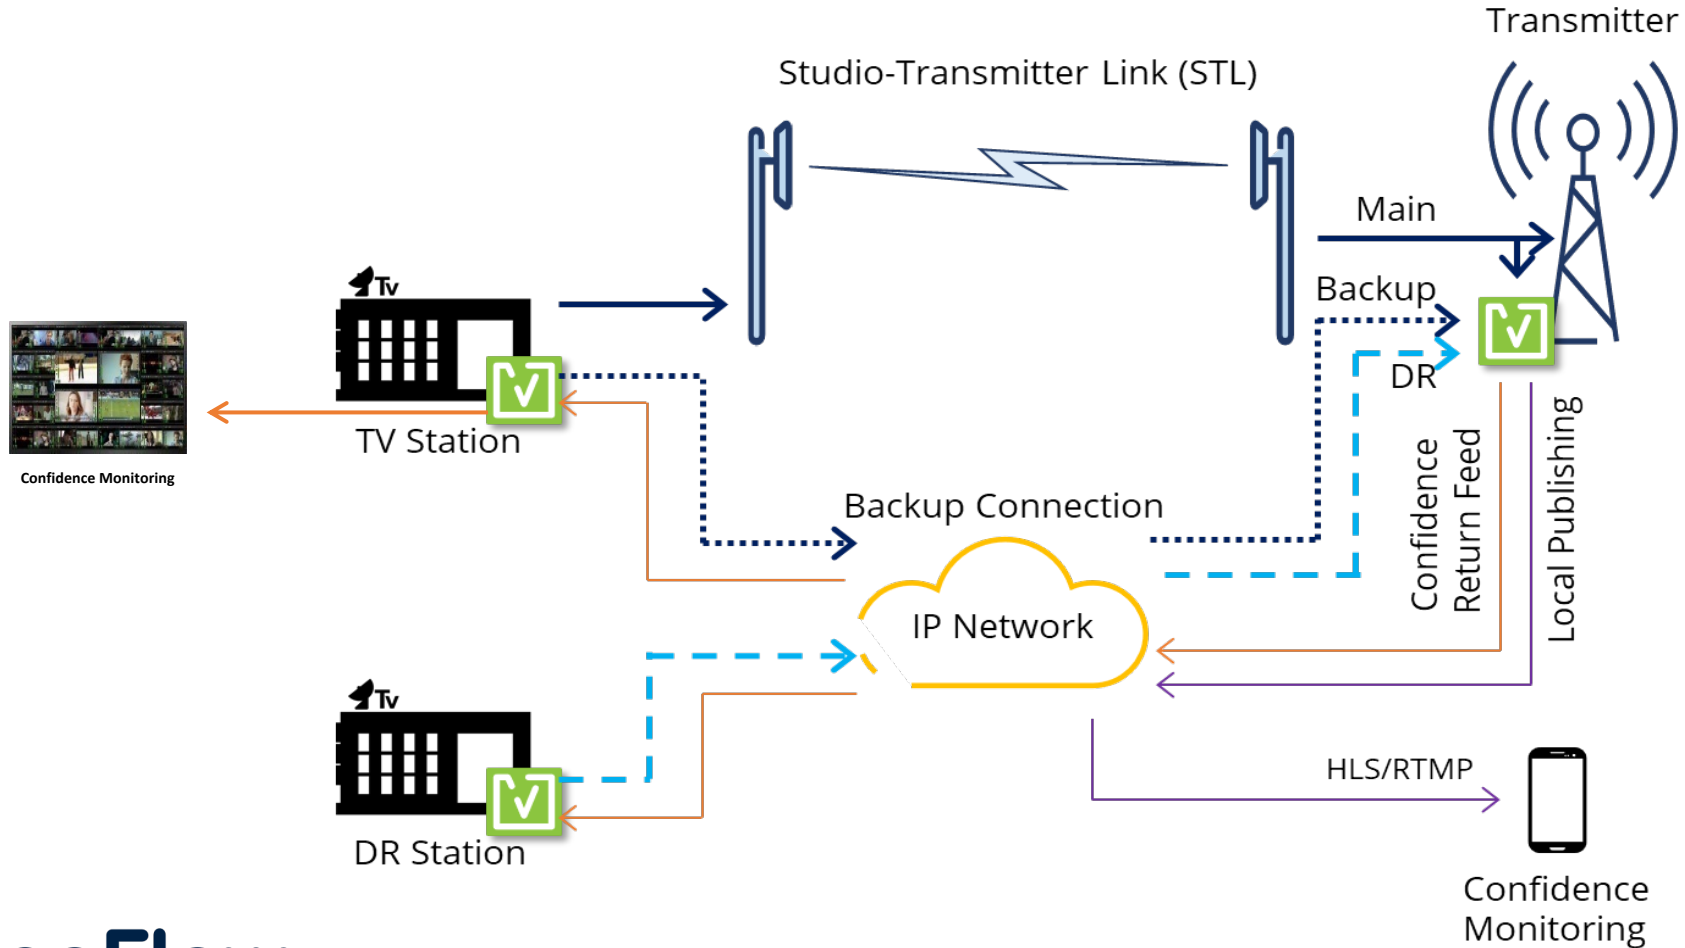 Transmitter
Studio-Transmitter Link (STL)
Main
Backup
DR
Tv
TV Station
Confidence Monitoring
Backup Connection
IP Network
Confidence
Return Feed
Local Publishing
Tv
DR Station
HLS/RTMP
Confidence
Monitoring